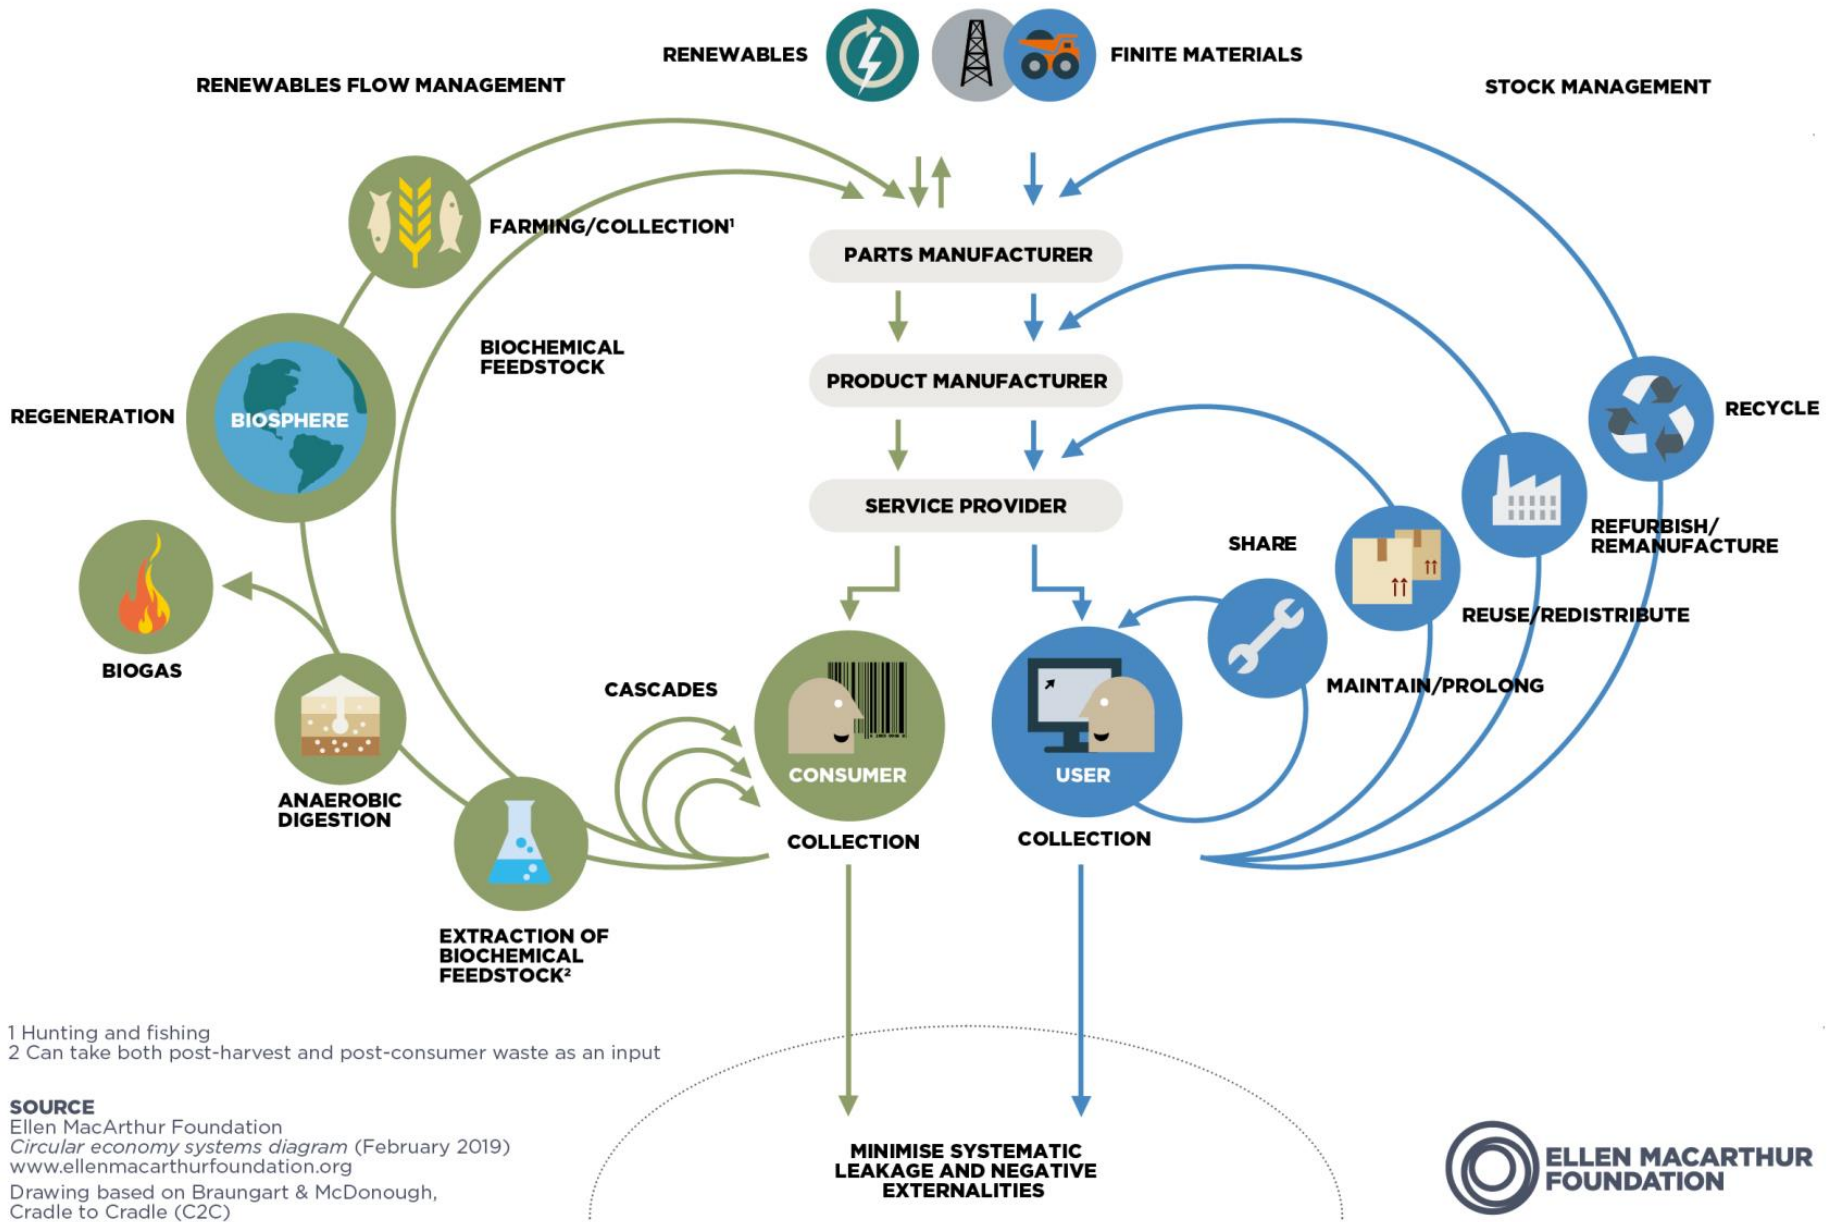 RENEWABLES
FINITE MATERIALS
RENEWABLES FLOW MANAGEMENT
STOCK MANAGEMENT
FARMING/COLLECTION¹
PARTS MANUFACTURER
BIOCHEMICAL
FEEDSTOCK
PRODUCT MANUFACTURER
REGENERATION
BIOSPHERE
RECYCLE
SERVICE PROVIDER
SHARE
REFURBISH/
REMANUFACTURE
REUSE/REDISTRIBUTE
BIOGAS
CASCADES
MAINTAIN/PROLONG
CONSUMER
USER
ANAEROBIC
DIGESTION
COLLECTION
COLLECTION
EXTRACTION OF
BIOCHEMICAL
FEEDSTOCK²
1 Hunting and fishing
2 Can take both post-harvest and post-consumer waste as an input
SOURCE
Ellen MacArthur Foundation
Circular economy systems diagram (February 2019)
www.ellenmacarthurfoundation.org
Drawing based on Braungart & McDonough,
Cradle to Cradle (C2C)
MINIMISE SYSTEMATIC
LEAKAGE AND NEGATIVE
EXTERNALITIES
ELLEN MACARTHUR
FOUNDATION